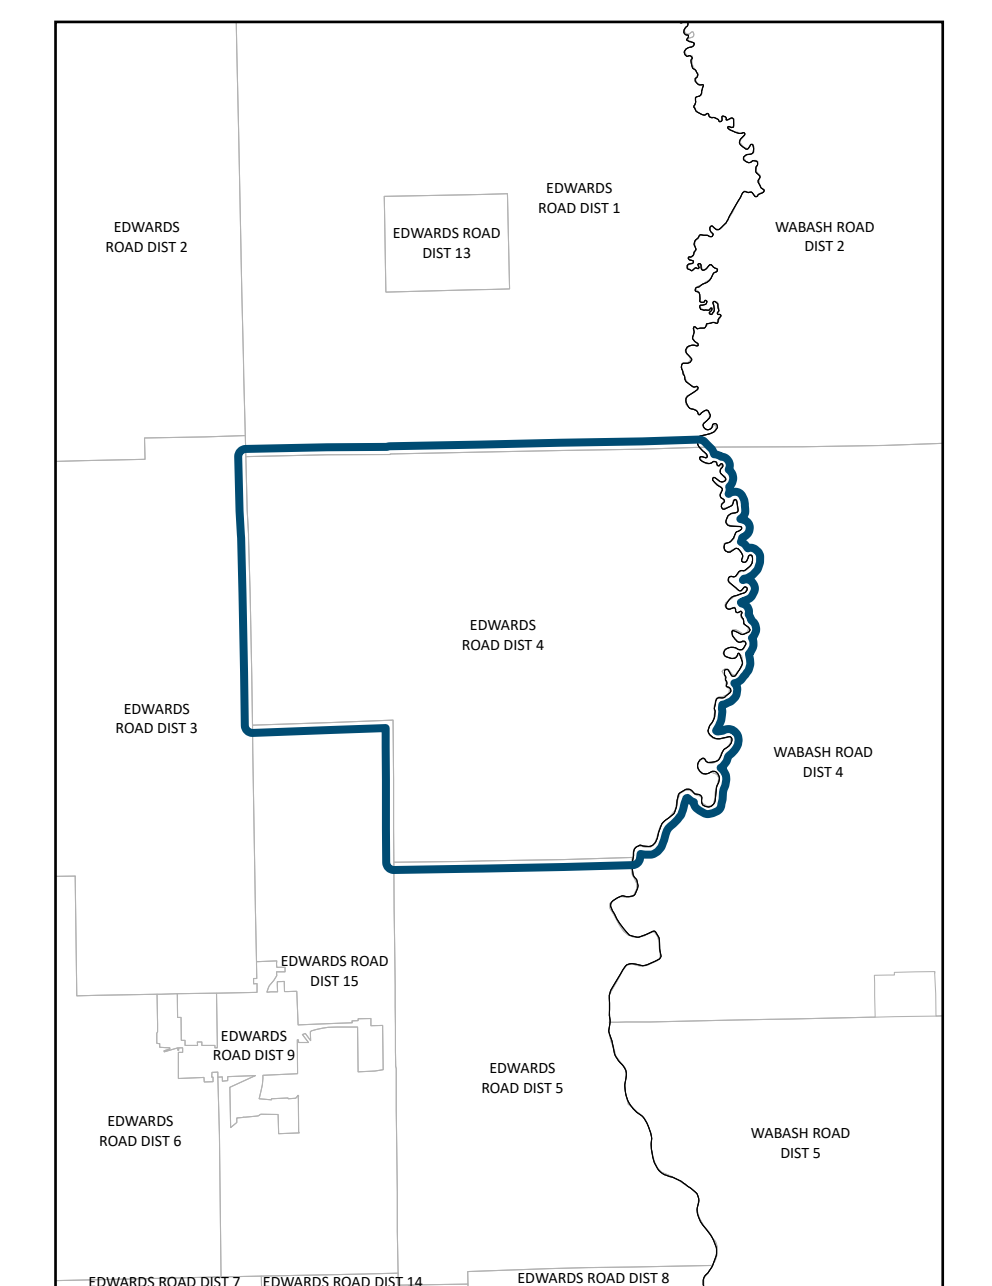 EDWARDS
ROAD DIST 1
EDWARDS
ROAD DIST 2
EDWARDS ROAD
DIST 13
WABASH ROAD
DIST 2
EDWARDS
ROAD DIST 4
EDWARDS
ROAD DIST 3
WABASH ROAD
DIST 4
EDWARDS ROAD
DIST 15
EDWARDS
ROAD DIST 9
EDWARDS
ROAD DIST 5
EDWARDS
ROAD DIST 6
WABASH ROAD
DIST 5
EDWARDS ROAD DIST 7
EDWARDS ROAD DIST 14
EDWARDS ROAD DIST 8